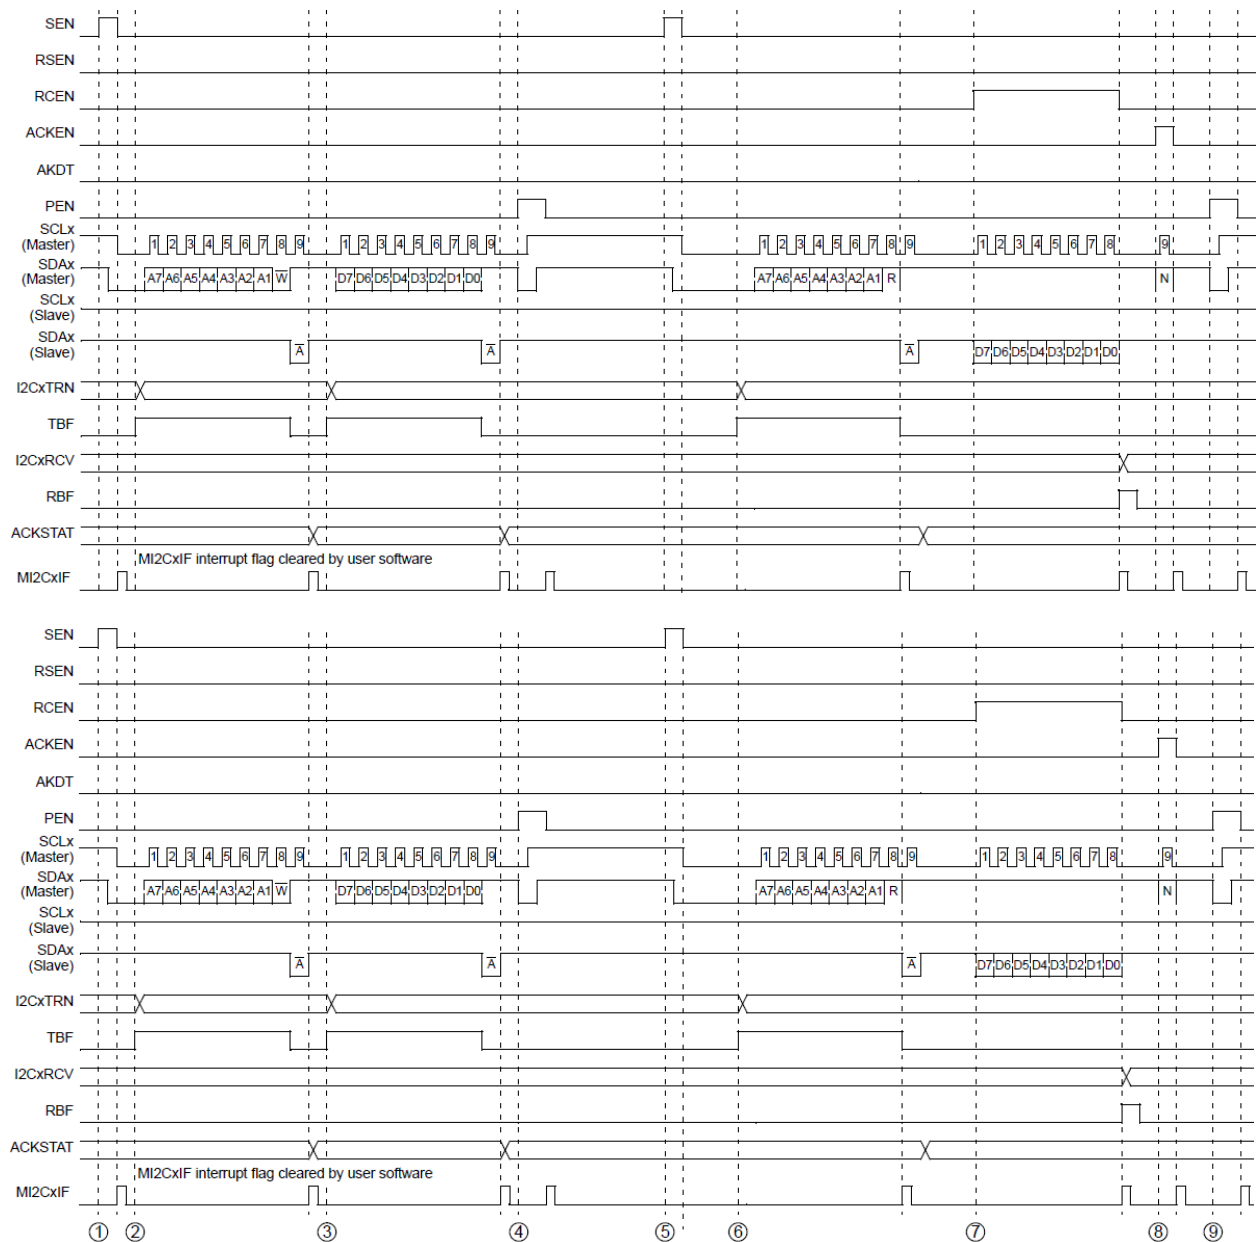 SEN
RSEN
RCEN
ACKEN
AKDT
PEN
SCLx
(Master)
1 2 3 4 5 6 7 8 9 1 2 3 4 5 6 7 8 9 1 2 3 4 5 6 7 8 9 1 2 3 4 5 6 7 8 9
SDAx
(Master)
A7 A6 A5 A4 A3 A2 A1 W̅ D7 D6 D5 D4 D3 D2 D1 D0 A7 A6 A5 A4 A3 A2 A1 R N
SCLx
(Slave)
SDAx
(Slave)
A̅ A̅ A̅ D7 D6 D5 D4 D3 D2 D1 D0
I2CxTRN
TBF
I2CxRCV
RBF
ACKSTAT
MI2CxIF interrupt flag cleared by user software
MI2CxIF
SEN
RSEN
RCEN
ACKEN
AKDT
PEN
SCLx
(Master)
1 2 3 4 5 6 7 8 9 1 2 3 4 5 6 7 8 9 1 2 3 4 5 6 7 8 9 1 2 3 4 5 6 7 8 9
SDAx
(Master)
A7 A6 A5 A4 A3 A2 A1 W̅ D7 D6 D5 D4 D3 D2 D1 D0 A7 A6 A5 A4 A3 A2 A1 R N
SCLx
(Slave)
SDAx
(Slave)
A̅ A̅ A̅ D7 D6 D5 D4 D3 D2 D1 D0
I2CxTRN
TBF
I2CxRCV
RBF
ACKSTAT
MI2CxIF interrupt flag cleared by user software
MI2CxIF
① ② ③ ④ ⑤ ⑥ ⑦ ⑧ ⑨